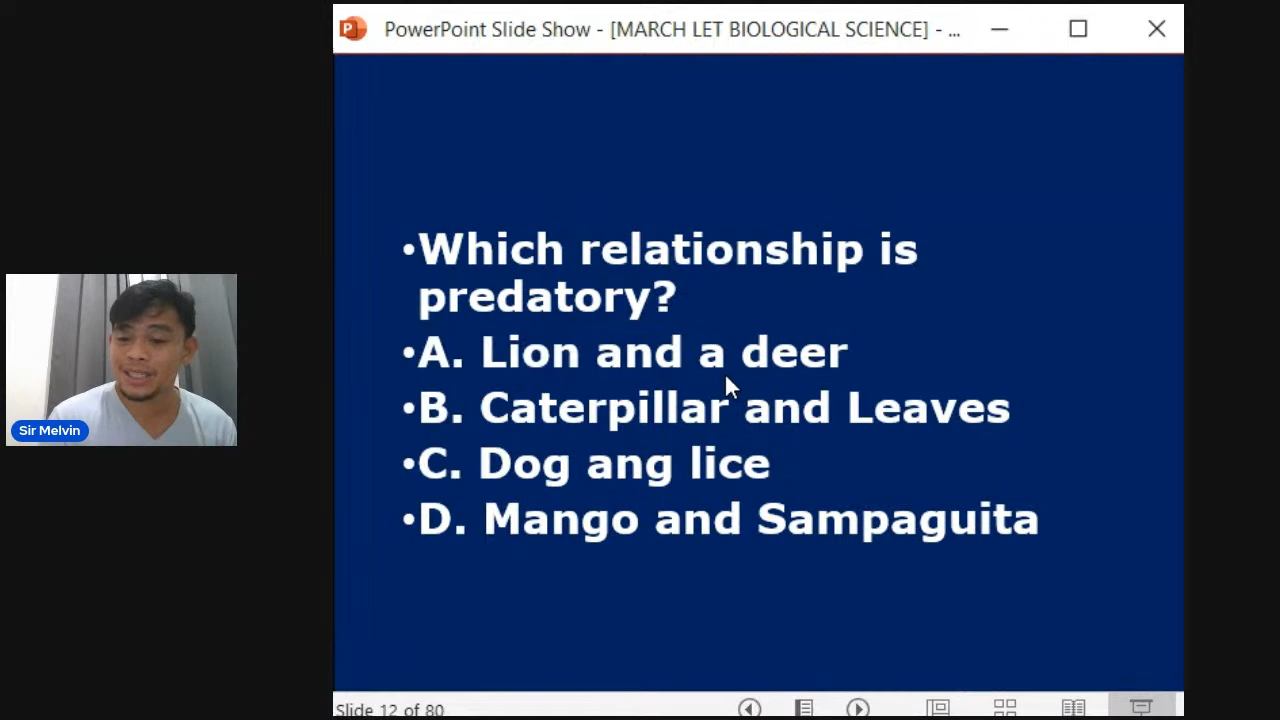 PowerPoint Slide Show - [MARCH LET BIOLOGICAL SCIENCE] - ...
•Which relationship is
predatory?
•A. Lion and a deer
•B. Caterpillar and Leaves
•C. Dog ang lice
•D. Mango and Sampaguita
Sir Melvin
Slide 12 of 80